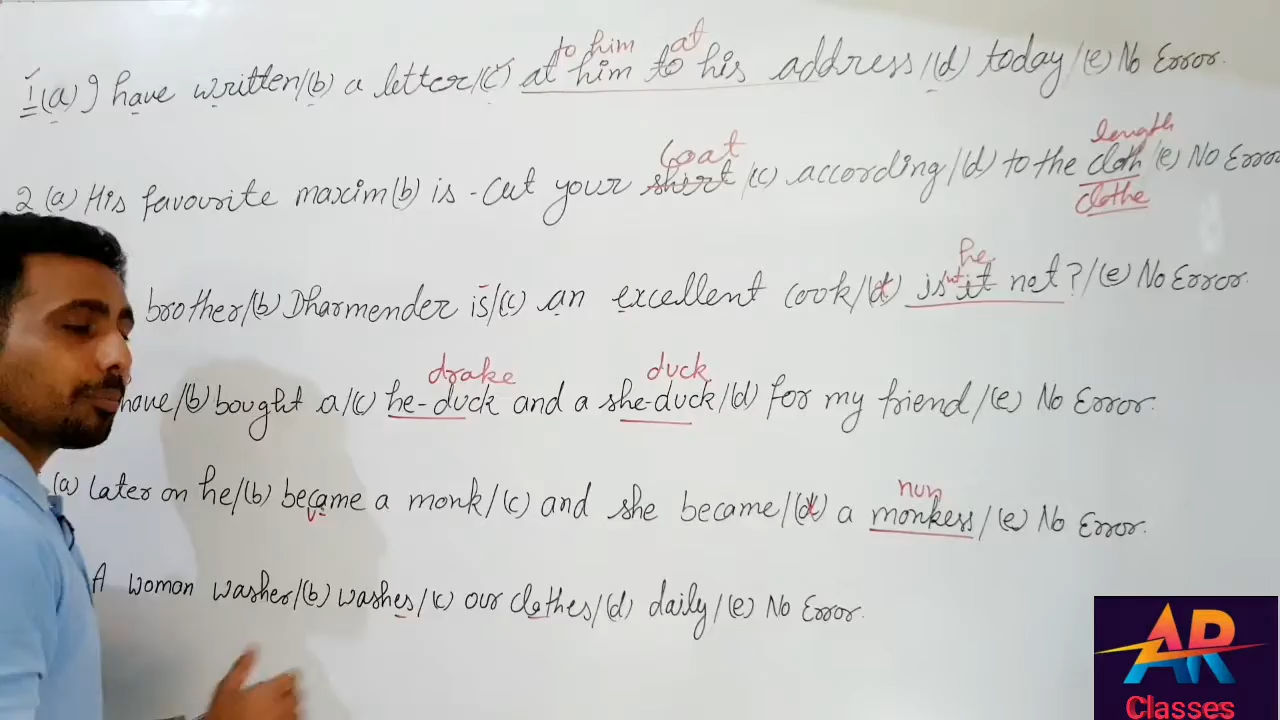 to him at
1 (a) I have written/(b) a letter/(c) at him to his address/(d) today/(e) No Error.
coat length
2 (a) His favourite maxim(b) is - cut your shirt/(c) according/(d) to the cloth/(e) No Error
clothe
he
brother/(b) Dharmender is/(c) an excellent cook/(d) isn't it not?/(e) No Error.
drake duck
have/(b) bought a/(c) he-duck and a she-duck/(d) for my friend/(e) No Error.
nun
(a) Later on he/(b) became a monk/(c) and she became/(d) a monkess/(e) No Error.
A woman washer/(b) washes/(c) our clothes/(d) daily/(e) No Error.
AR
Classes